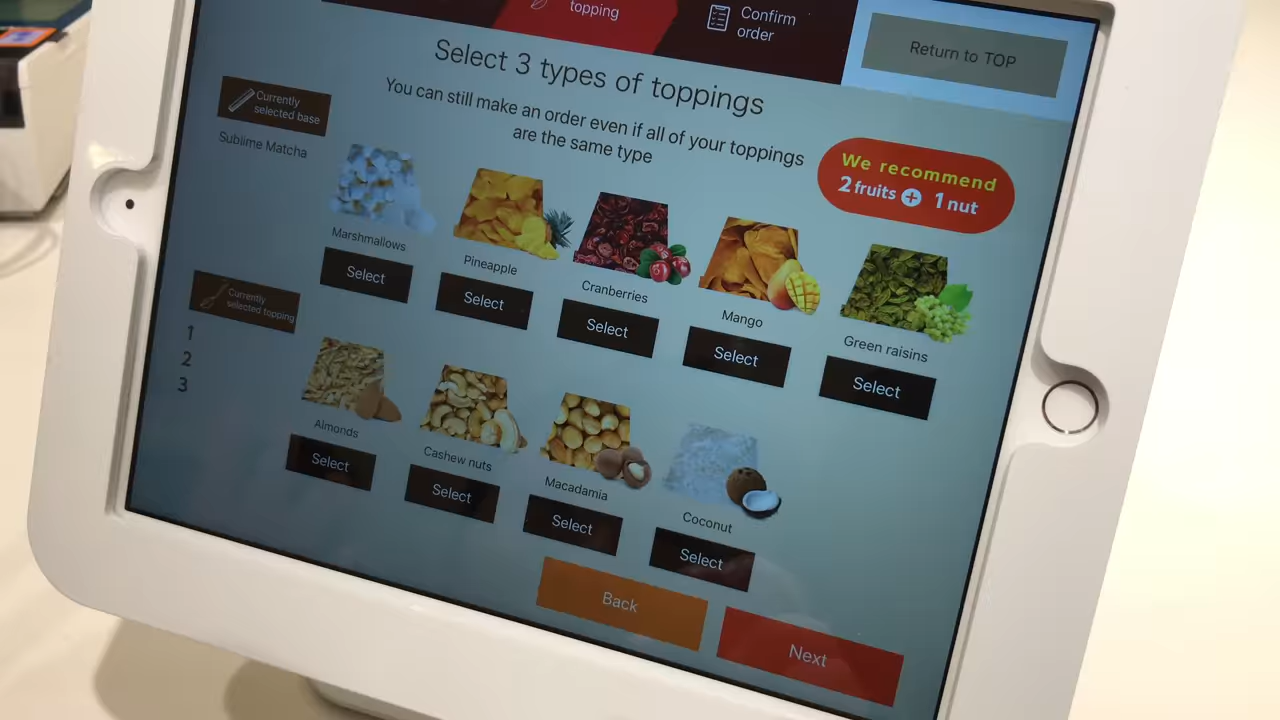 topping
Confirm
order
Return to TOP
Select 3 types of toppings
You can still make an order even if all of your toppings
are the same type
We recommend
2 fruits + 1 nut
Currently
selected base
Sublime Matcha
Marshmallows
Select
Pineapple
Select
Cranberries
Select
Mango
Select
Green raisins
Select
Currently
selected topping
1
2
3
Almonds
Select
Cashew nuts
Select
Macadamia
Select
Coconut
Select
Back
Next